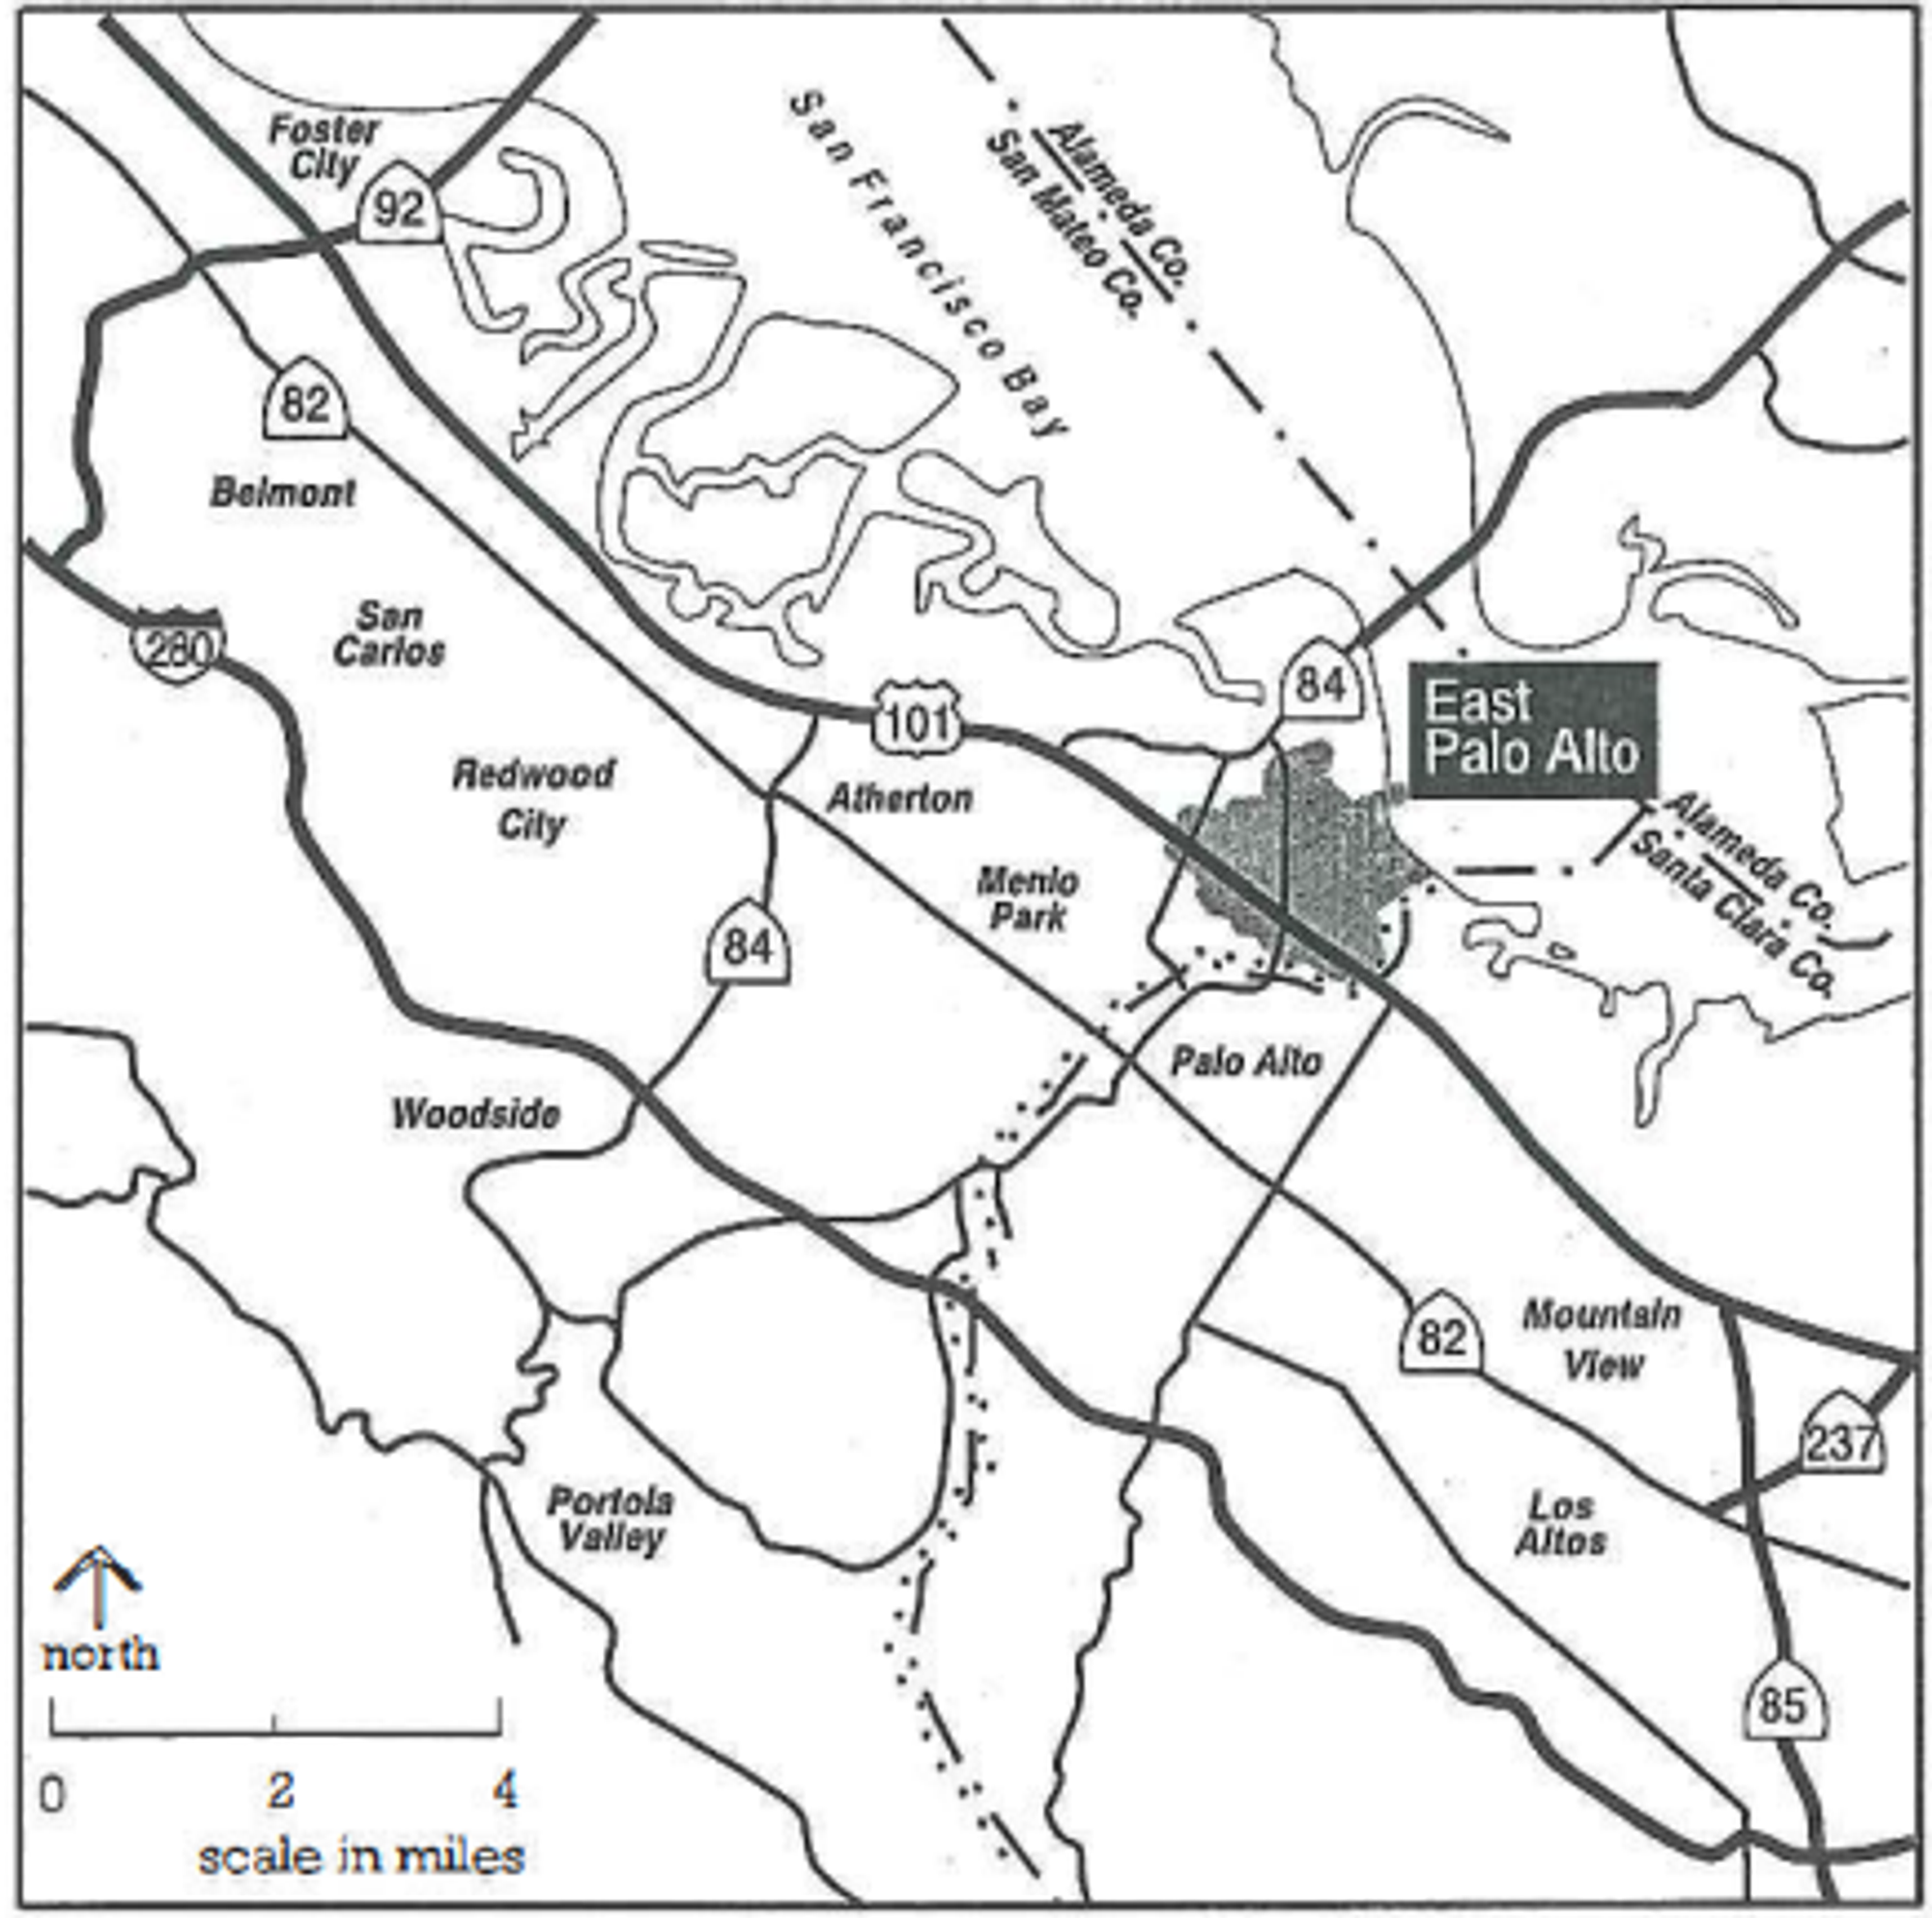 Foster
City
92
San Francisco Bay
Alameda Co.
San Mateo Co.
82
Belmont
280
San
Carlos
101
84
East
Palo Alto
Redwood
City
Atherton
Menlo
Park
Alameda Co.
Santa Clara Co.
84
Palo Alto
Woodside
82
Mountain
View
237
Portola
Valley
Los
Altos
north
85
0 2 4
scale in miles